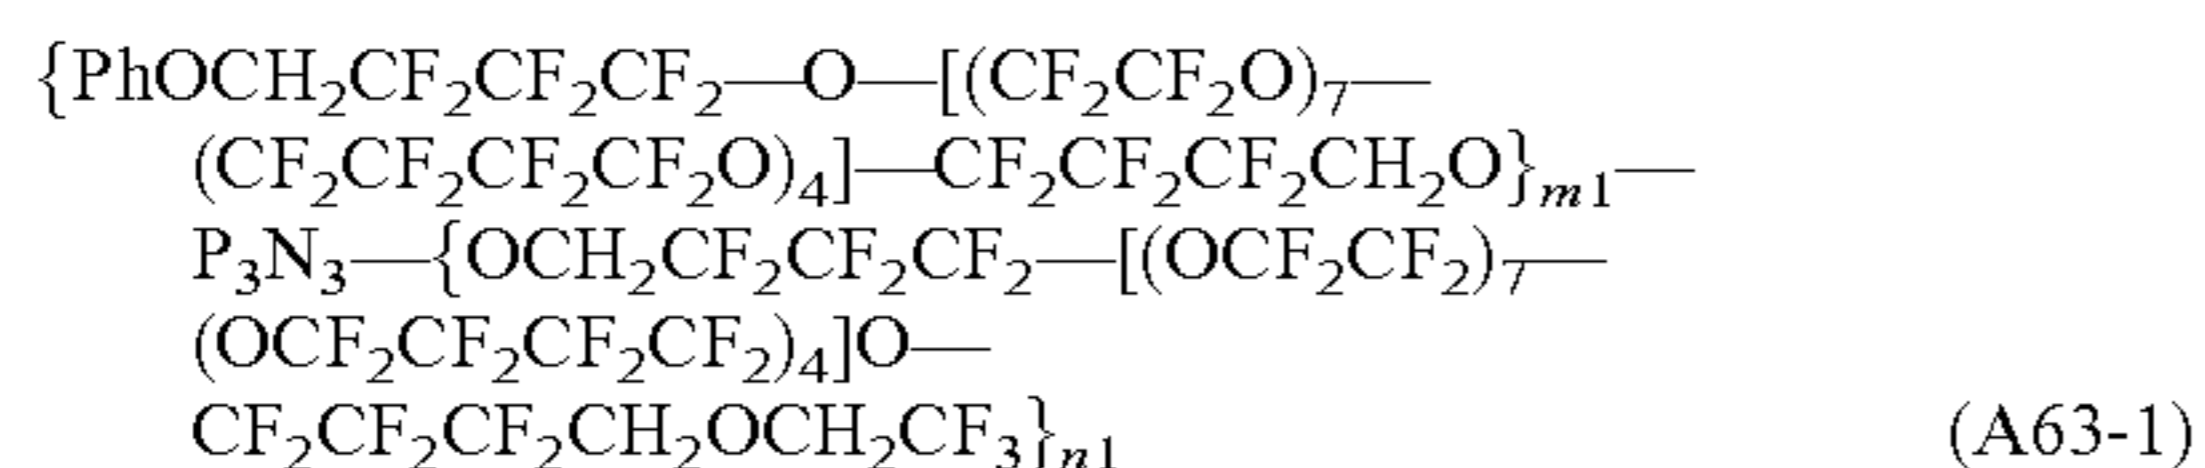 {PhOCH₂CF₂CF₂CF₂—O—[(CF₂CF₂O)₇—
(CF₂CF₂CF₂CF₂O)₄]—CF₂CF₂CF₂CH₂O}ₘ₁—
P₃N₃—{OCH₂CF₂CF₂CF₂—[(OCF₂CF₂)₇—
(OCF₂CF₂CF₂CF₂)₄]O—
CF₂CF₂CF₂CH₂OCH₂CF₃}ₙ₁ (A63-1)